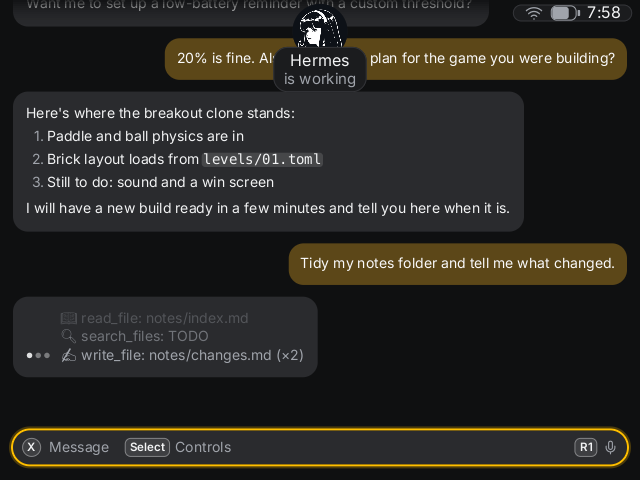 Want me to set up a low-battery reminder with a custom threshold?
7:58
20% is fine. Al plan for the game you were building?
Hermes
is working
Here's where the breakout clone stands:
1. Paddle and ball physics are in
2. Brick layout loads from levels/01.toml
3. Still to do: sound and a win screen
I will have a new build ready in a few minutes and tell you here when it is.
Tidy my notes folder and tell me what changed.
read_file: notes/index.md
search_files: TODO
write_file: notes/changes.md (×2)
X Message Select Controls R1